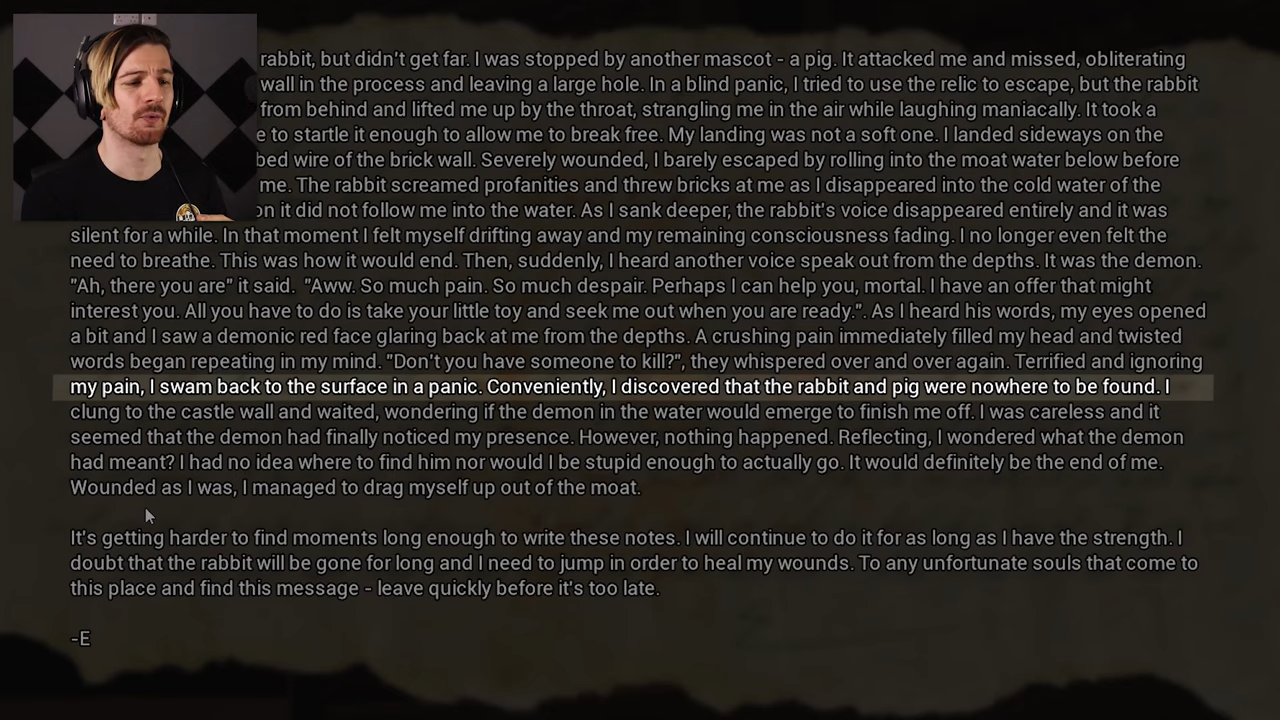 rabbit, but didn't get far. I was stopped by another mascot - a pig. It attacked me and missed, obliterating
wall in the process and leaving a large hole. In a blind panic, I tried to use the relic to escape, but the rabbit
from behind and lifted me up by the throat, strangling me in the air while laughing maniacally. It took a
e to startle it enough to allow me to break free. My landing was not a soft one. I landed sideways on the
bed wire of the brick wall. Severely wounded, I barely escaped by rolling into the moat water below before
me. The rabbit screamed profanities and threw bricks at me as I disappeared into the cold water of the
on it did not follow me into the water. As I sank deeper, the rabbit's voice disappeared entirely and it was
silent for a while. In that moment I felt myself drifting away and my remaining consciousness fading. I no longer even felt the
need to breathe. This was how it would end. Then, suddenly, I heard another voice speak out from the depths. It was the demon.
"Ah, there you are" it said.  "Aww. So much pain. So much despair. Perhaps I can help you, mortal. I have an offer that might
interest you. All you have to do is take your little toy and seek me out when you are ready.". As I heard his words, my eyes opened
a bit and I saw a demonic red face glaring back at me from the depths. A crushing pain immediately filled my head and twisted
words began repeating in my mind. "Don't you have someone to kill?", they whispered over and over again. Terrified and ignoring
my pain, I swam back to the surface in a panic. Conveniently, I discovered that the rabbit and pig were nowhere to be found. I
clung to the castle wall and waited, wondering if the demon in the water would emerge to finish me off. I was careless and it
seemed that the demon had finally noticed my presence. However, nothing happened. Reflecting, I wondered what the demon
had meant? I had no idea where to find him nor would I be stupid enough to actually go. It would definitely be the end of me.
Wounded as I was, I managed to drag myself up out of the moat.
It's getting harder to find moments long enough to write these notes. I will continue to do it for as long as I have the strength. I
doubt that the rabbit will be gone for long and I need to jump in order to heal my wounds. To any unfortunate souls that come to
this place and find this message - leave quickly before it's too late.
-E